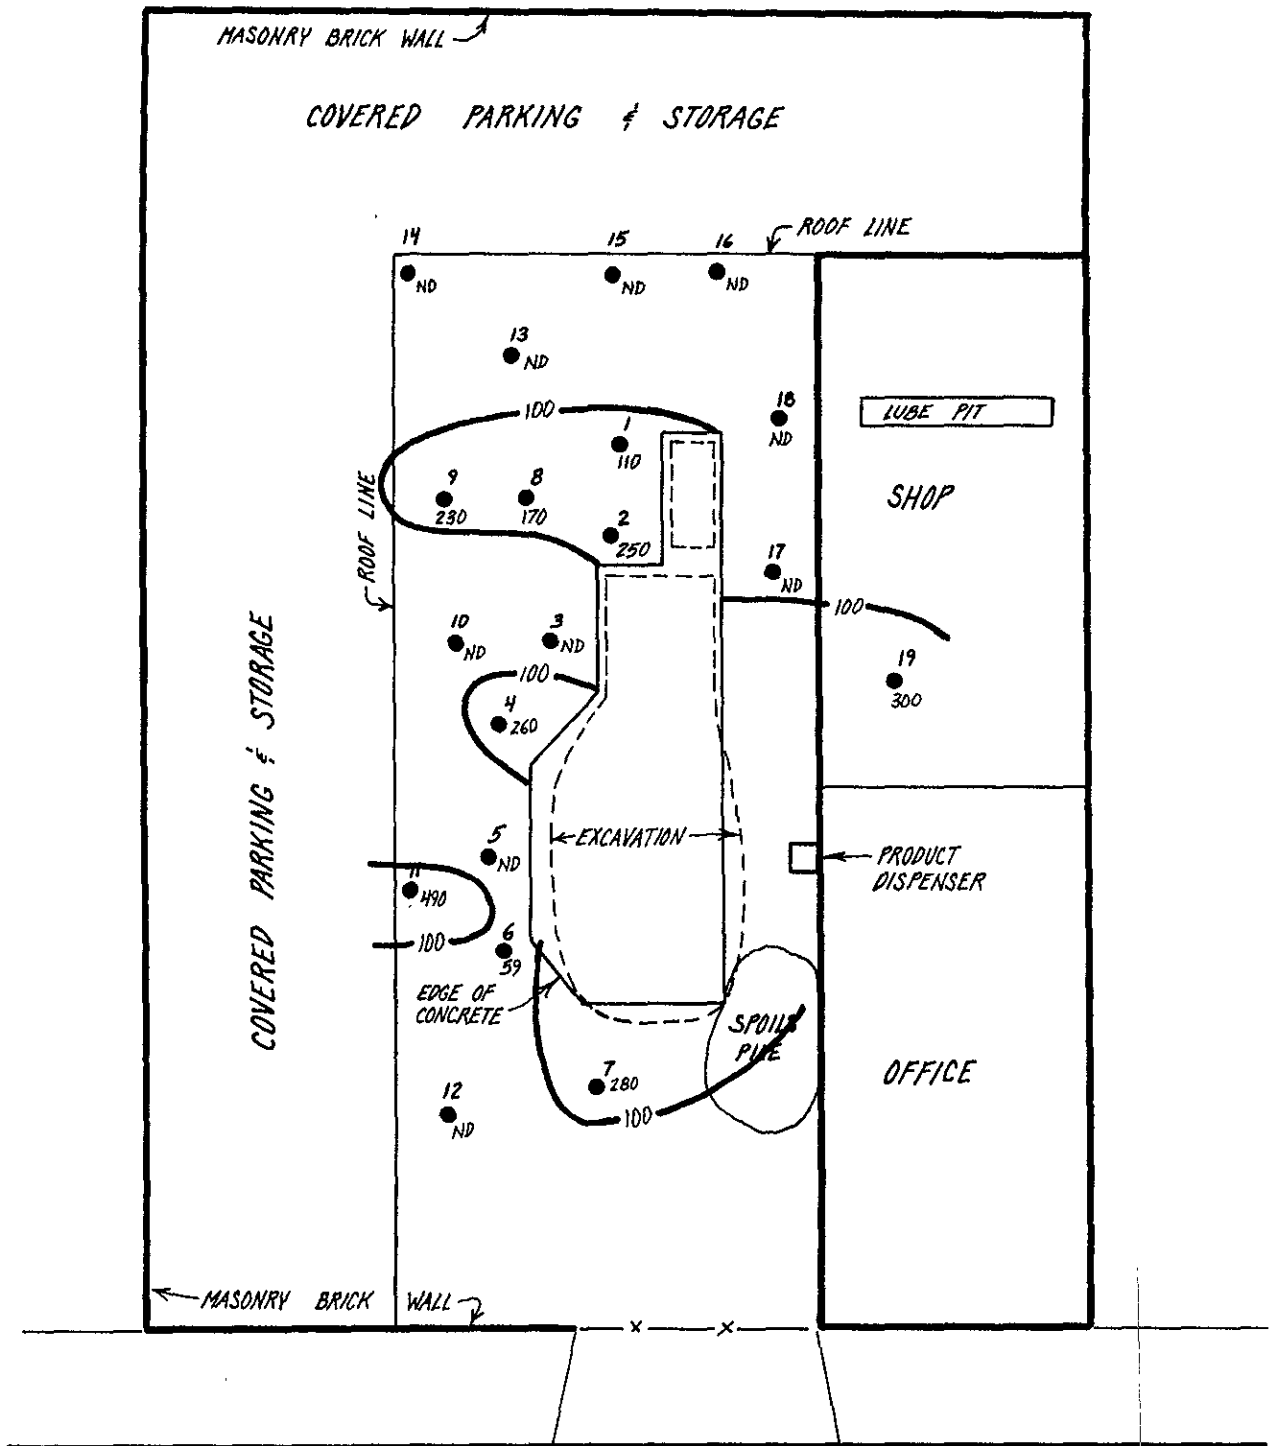 MASONRY BRICK WALL
COVERED PARKING & STORAGE
ROOF LINE
14
ND
15
ND
16
ND
13
ND
100
18
ND
LUBE PIT
1
110
SHOP
9
230
8
170
2
250
ROOF LINE
17
ND
100
10
ND
3
ND
100
19
300
4
260
COVERED PARKING & STORAGE
EXCAVATION
5
ND
PRODUCT
DISPENSER
11
490
100
6
59
EDGE OF
CONCRETE
SPOILS
PILE
7
280
OFFICE
100
12
ND
MASONRY BRICK WALL
X X